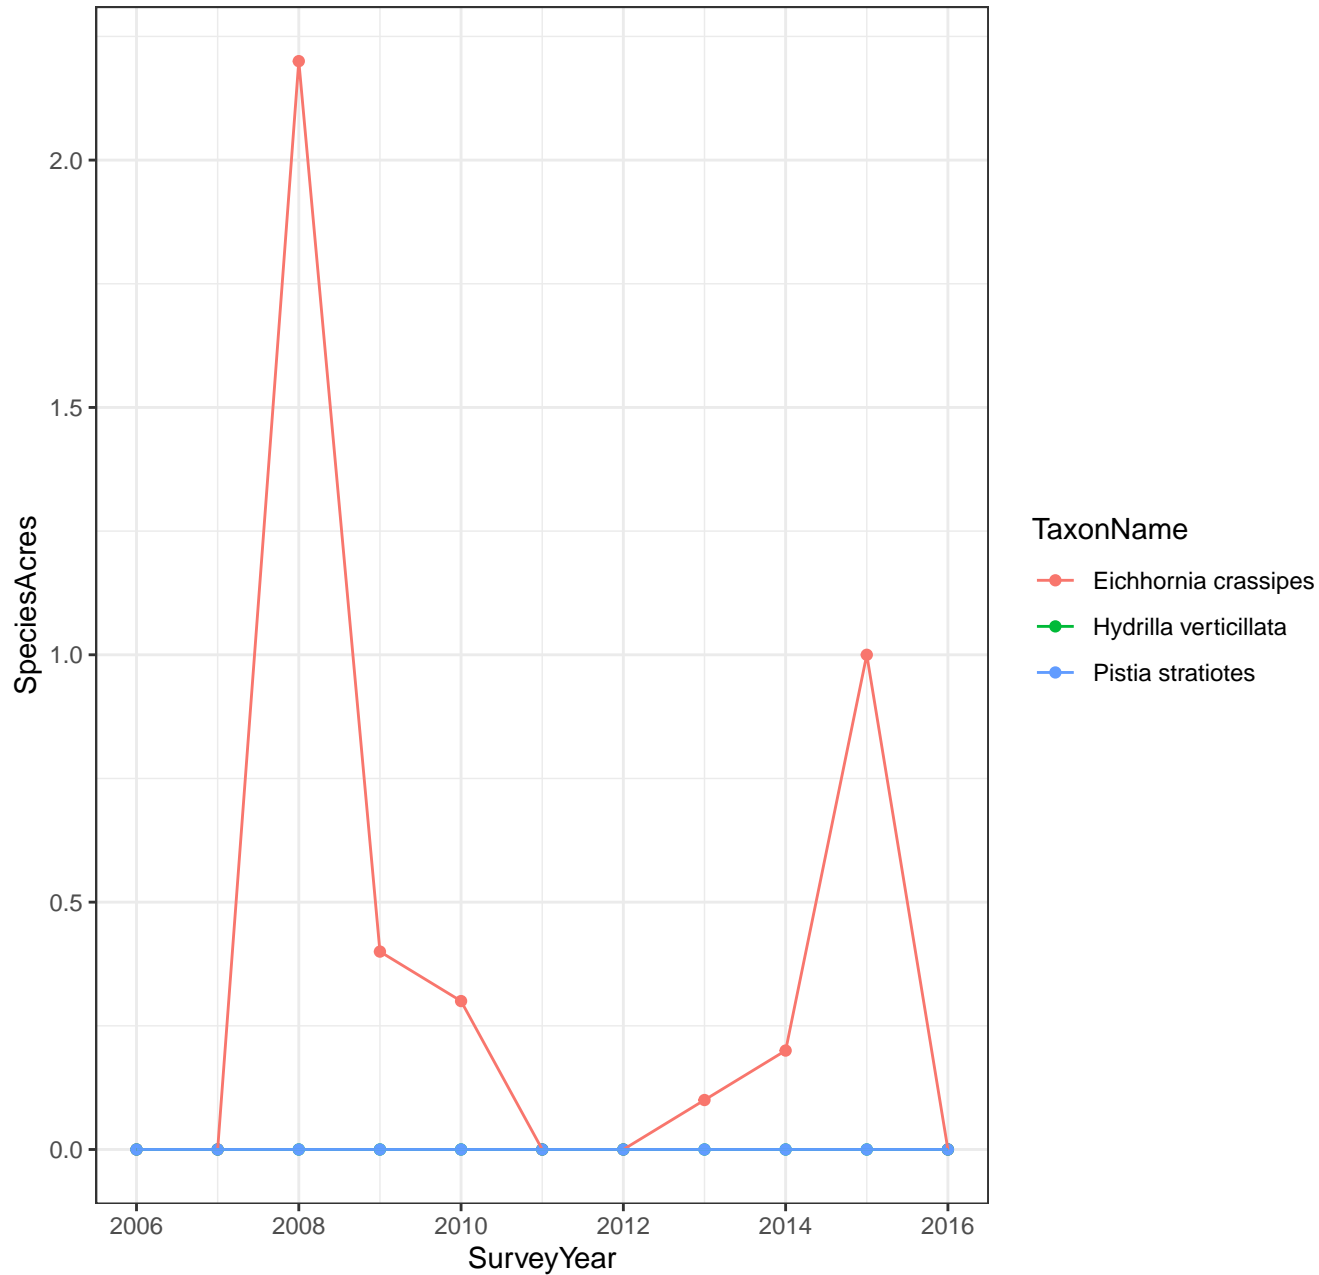 2.0
1.5
1.0
0.5
0.0
SpeciesAcres
2006 2008 2010 2012 2014 2016
SurveyYear
TaxonName
Eichhornia crassipes
Hydrilla verticillata
Pistia stratiotes